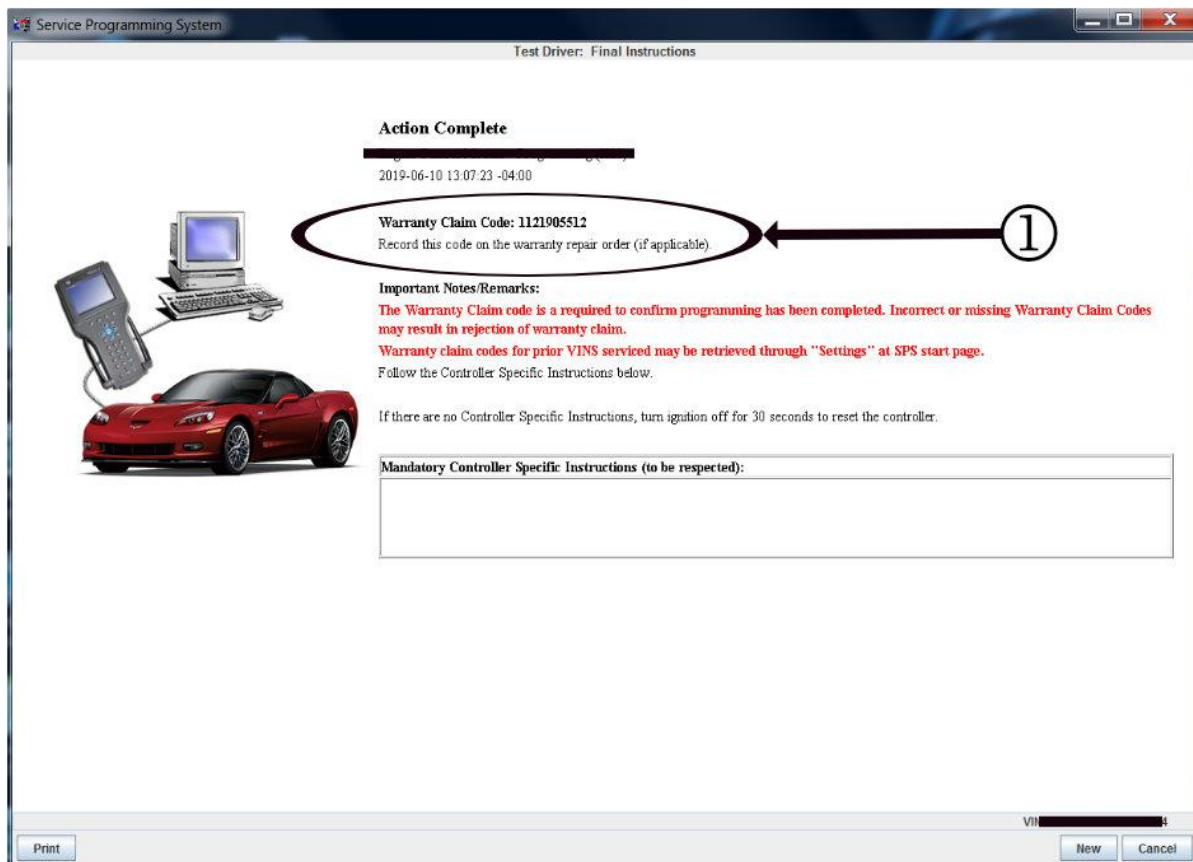 Service Programming System
Test Driver: Final Instructions
Action Complete
2019-06-10 13:07:23 -04:00
Warranty Claim Code: 1121905512
Record this code on the warranty repair order (if applicable).
1
Important Notes/Remarks:
The Warranty Claim code is a required to confirm programming has been completed. Incorrect or missing Warranty Claim Codes
may result in rejection of warranty claim.
Warranty claim codes for prior VINS serviced may be retrieved through "Settings" at SPS start page.
Follow the Controller Specific Instructions below.
If there are no Controller Specific Instructions, turn ignition off for 30 seconds to reset the controller.
Mandatory Controller Specific Instructions (to be respected):
VIN 4
Print
New
Cancel